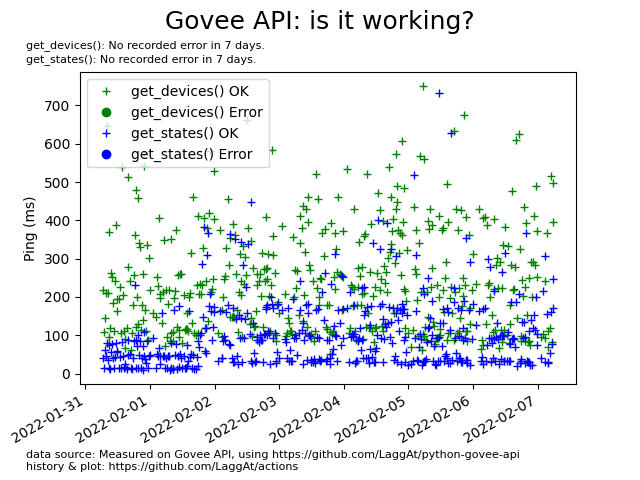 Govee API: is it working?
get_devices(): No recorded error in 7 days.
get_states(): No recorded error in 7 days.
get_devices() OK
get_devices() Error
get_states() OK
get_states() Error
Ping (ms)
700
600
500
400
300
200
100
0
2022-01-31
2022-02-01
2022-02-02
2022-02-03
2022-02-04
2022-02-05
2022-02-06
2022-02-07
data source: Measured on Govee API, using https://github.com/LaggAt/python-govee-api
history & plot: https://github.com/LaggAt/actions